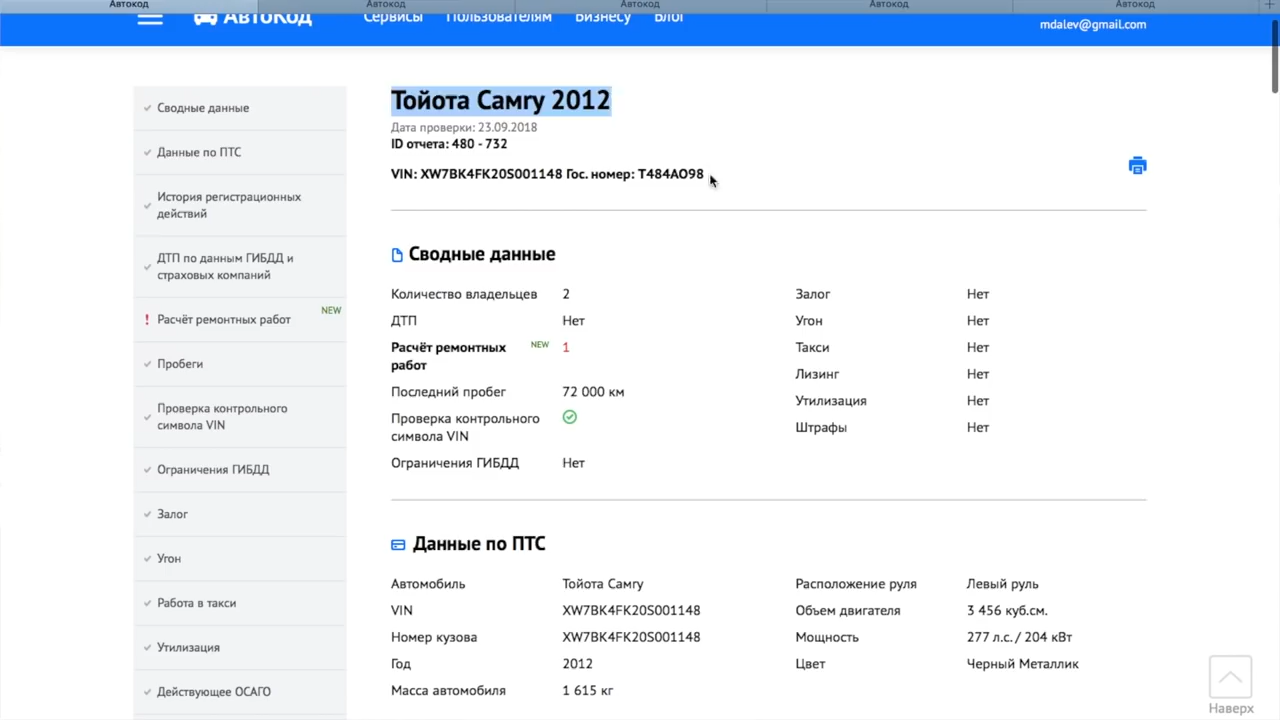 Автокод Автокод Автокод Автокод Автокод
Автокод Сервисы Пользователям Бизнесу Блог
mdalev@gmail.com
Сводные данные
Данные по ПТС
История регистрационных
действий
ДТП по данным ГИБДД и
страховых компаний
NEW
Расчёт ремонтных работ
Пробеги
Проверка контрольного
символа VIN
Ограничения ГИБДД
Залог
Угон
Работа в такси
Утилизация
Действующее ОСАГО
Тойота Самгу 2012
Дата проверки: 23.09.2018
ID отчета: 480 - 732
VIN: XW7BK4FK20S001148 Гос. номер: Т484АО98
Сводные данные
Количество владельцев 2
ДТП Нет
Расчёт ремонтных NEW 1
работ
Последний пробег 72 000 км
Проверка контрольного
символа VIN
Ограничения ГИБДД Нет
Залог Нет
Угон Нет
Такси Нет
Лизинг Нет
Утилизация Нет
Штрафы Нет
Данные по ПТС
Автомобиль Тойота Самгу
VIN XW7BK4FK20S001148
Номер кузова XW7BK4FK20S001148
Год 2012
Масса автомобиля 1 615 кг
Расположение руля Левый руль
Объем двигателя 3 456 куб.см.
Мощность 277 л.с. / 204 кВт
Цвет Черный Металлик
Наверх